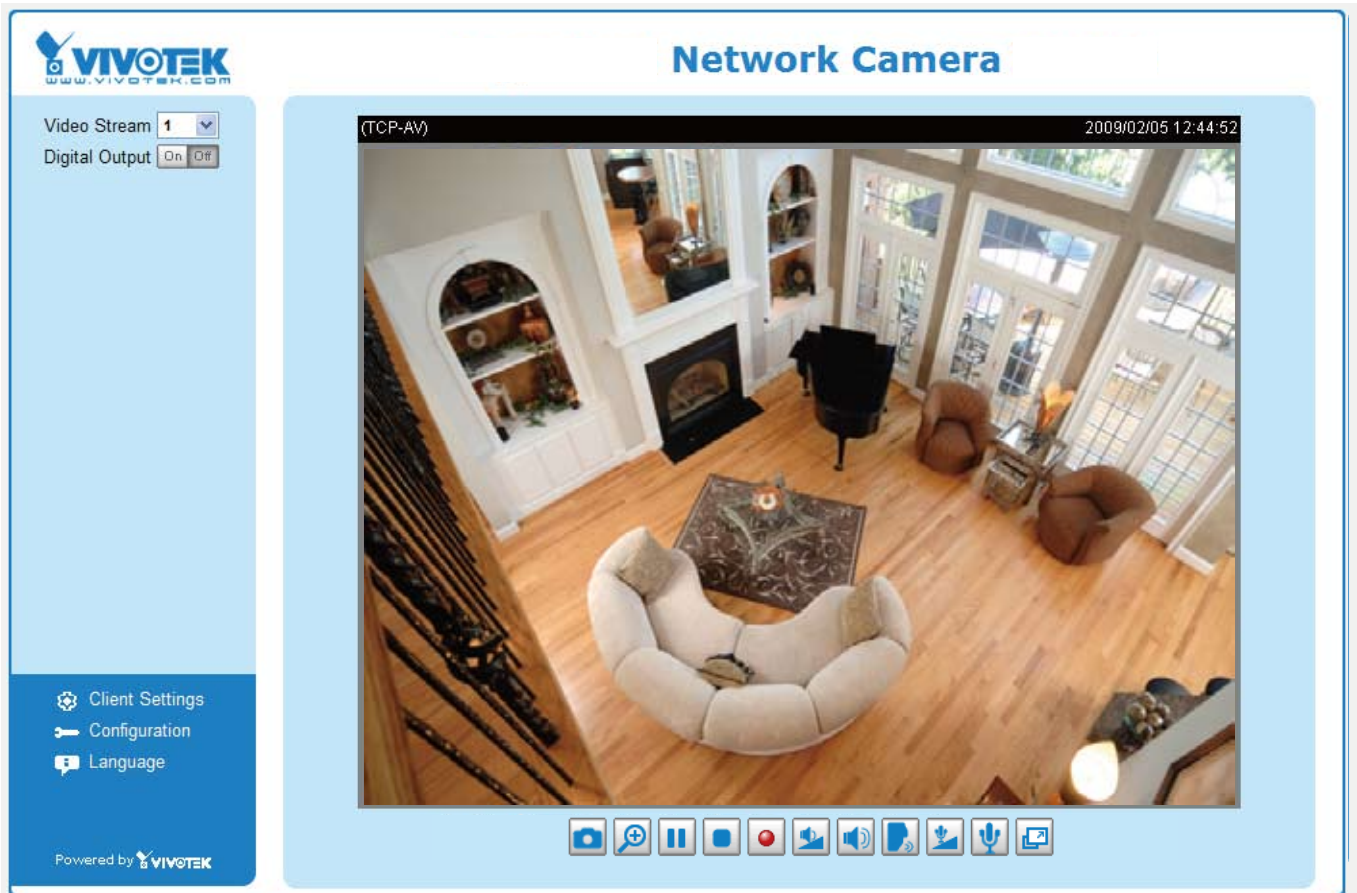 VIVOTEK
www.vivotek.com
Network Camera
Video Stream 1
Digital Output On Off
(TCP-AV) 2009/02/05 12:44:52
Client Settings
Configuration
Language
Powered by VIVOTEK